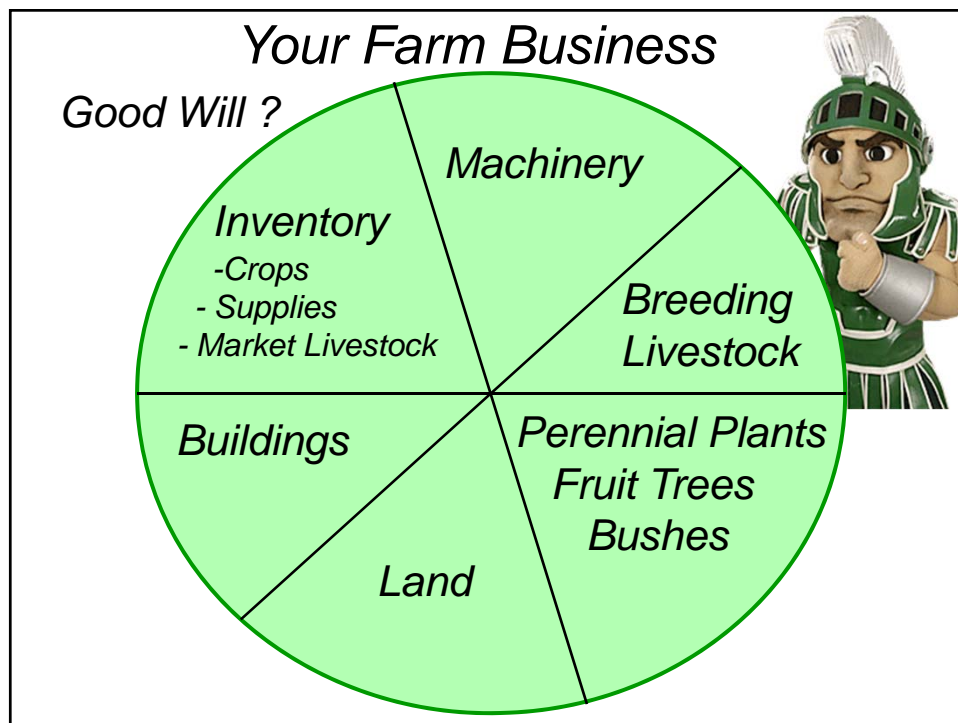 Your Farm Business
Good Will ?
Machinery
Inventory
-Crops
- Supplies
- Market Livestock
Breeding
Livestock
Buildings
Perennial Plants
Fruit Trees
Bushes
Land